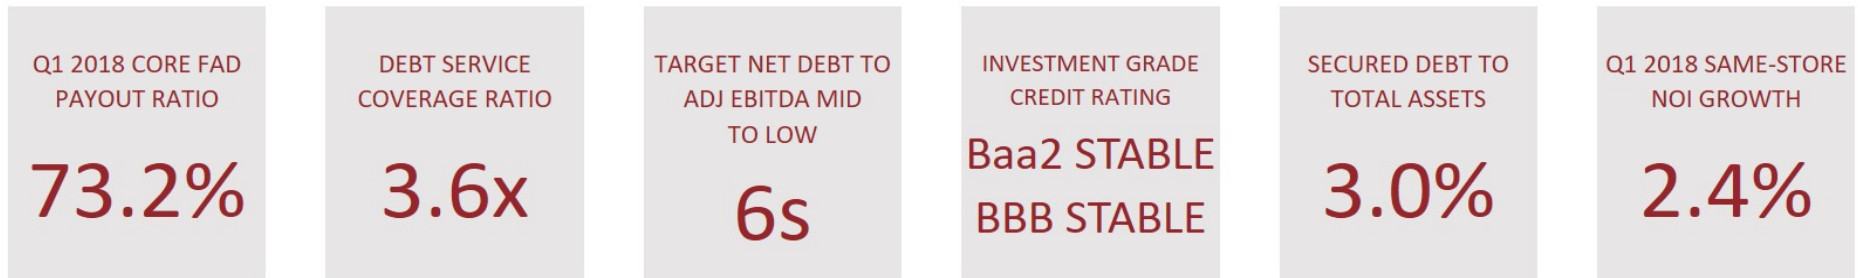 Q1 2018 CORE FAD
PAYOUT RATIO
73.2%
DEBT SERVICE
COVERAGE RATIO
3.6x
TARGET NET DEBT TO
ADJ EBITDA MID
TO LOW
6s
INVESTMENT GRADE
CREDIT RATING
Baa2 STABLE
BBB STABLE
SECURED DEBT TO
TOTAL ASSETS
3.0%
Q1 2018 SAME-STORE
NOI GROWTH
2.4%